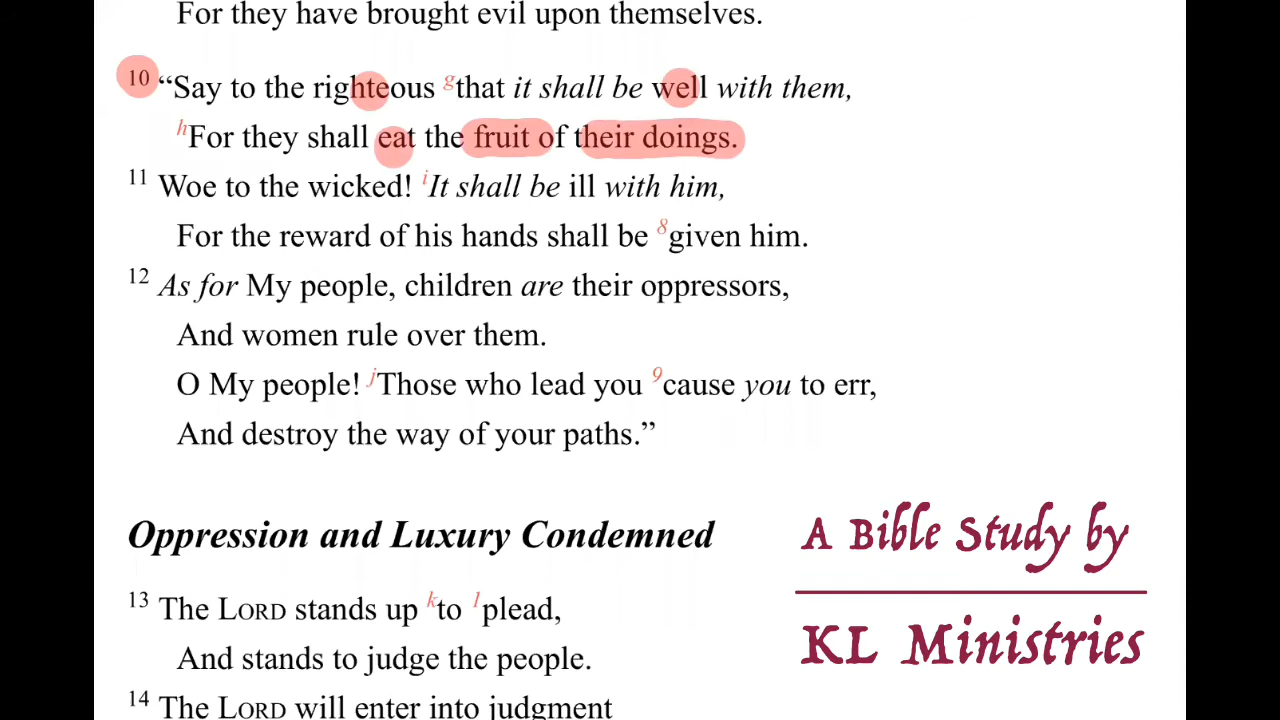 For they have brought evil upon themselves.
10 “Say to the righteous g that it shall be well with them,
h For they shall eat the fruit of their doings.
11 Woe to the wicked! i It shall be ill with him,
For the reward of his hands shall be 8 given him.
12 As for My people, children are their oppressors,
And women rule over them.
O My people! j Those who lead you 9 cause you to err,
And destroy the way of your paths.”
Oppression and Luxury Condemned
13 The LORD stands up k to 1 plead,
And stands to judge the people.
14 The LORD will enter into judgment
A Bible Study by
KL Ministries